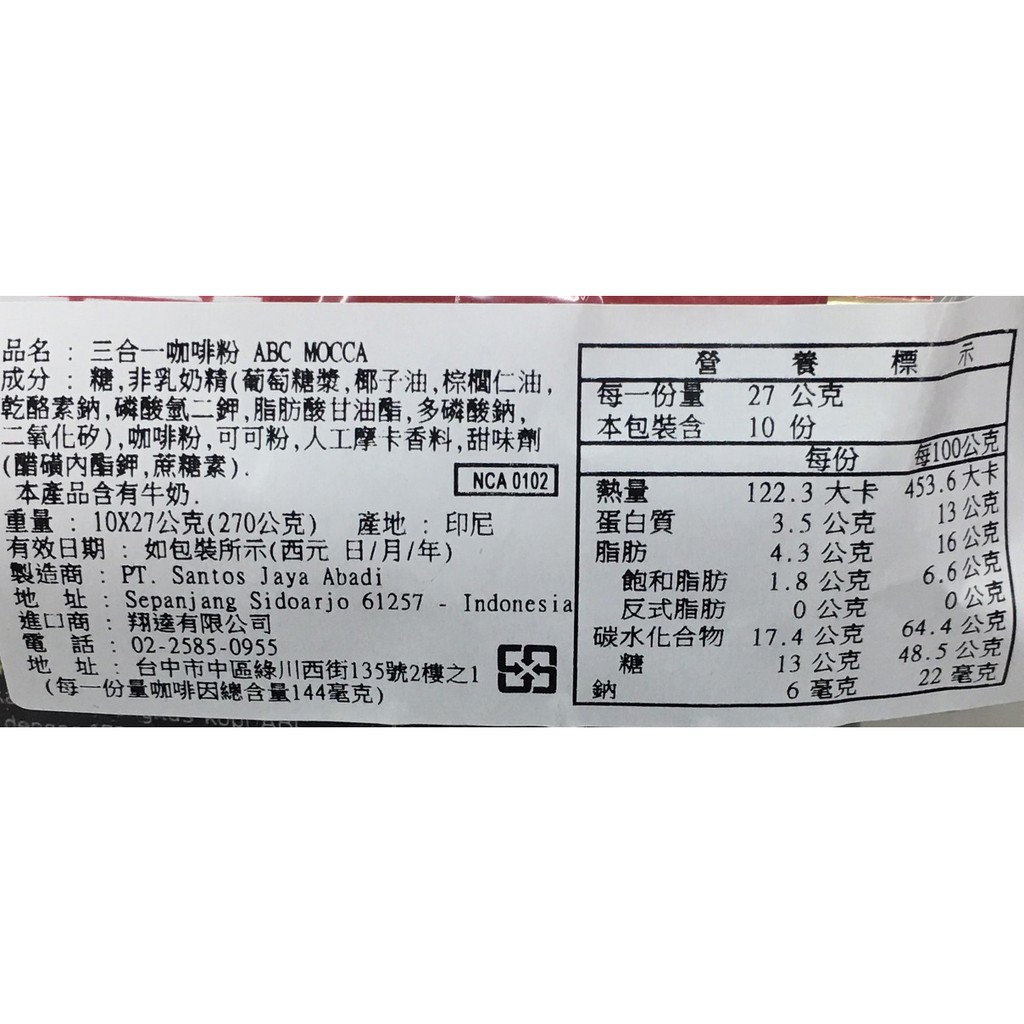 品名 : 三合一咖啡粉 ABC MOCCA
成分 : 糖,非乳奶精(葡萄糖漿,椰子油,棕櫚仁油,
乾酪素鈉,磷酸氫二鉀,脂肪酸甘油酯,多磷酸鈉,
二氧化矽),咖啡粉,可可粉,人工摩卡香料,甜味劑
(醋磺內酯鉀,蔗糖素).
本產品含有牛奶.
NCA 0102
重量 : 10X27公克(270公克) 產地 : 印尼
有效日期 : 如包裝所示(西元 日/月/年)
製造商 : PT. Santos Jaya Abadi
地 址 : Sepanjang Sidoarjo 61257 - Indonesia
進口商 : 翔達有限公司
電 話 : 02-2585-0955
地 址 : 台中市中區綠川西街135號2樓之1
(每一份量咖啡因總含量144毫克)
營 養 標 示
每一份量 27 公克
本包裝含 10 份
每份 每100公克
熱量 122.3 大卡 453.6 大卡
蛋白質 3.5 公克 13 公克
脂肪 4.3 公克 16 公克
飽和脂肪 1.8 公克 6.6 公克
反式脂肪 0 公克 0 公克
碳水化合物 17.4 公克 64.4 公克
糖 13 公克 48.5 公克
鈉 6 毫克 22 毫克